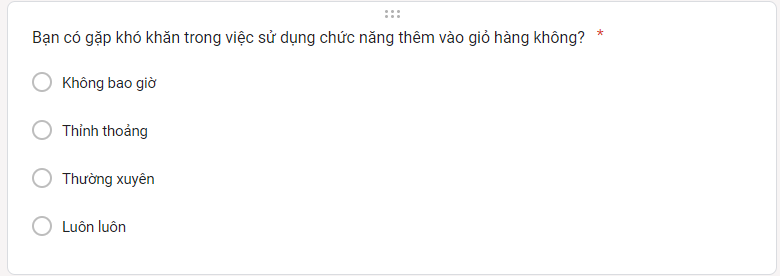 Bạn có gặp khó khăn trong việc sử dụng chức năng thêm vào giỏ hàng không? *
Không bao giờ
Thỉnh thoảng
Thường xuyên
Luôn luôn